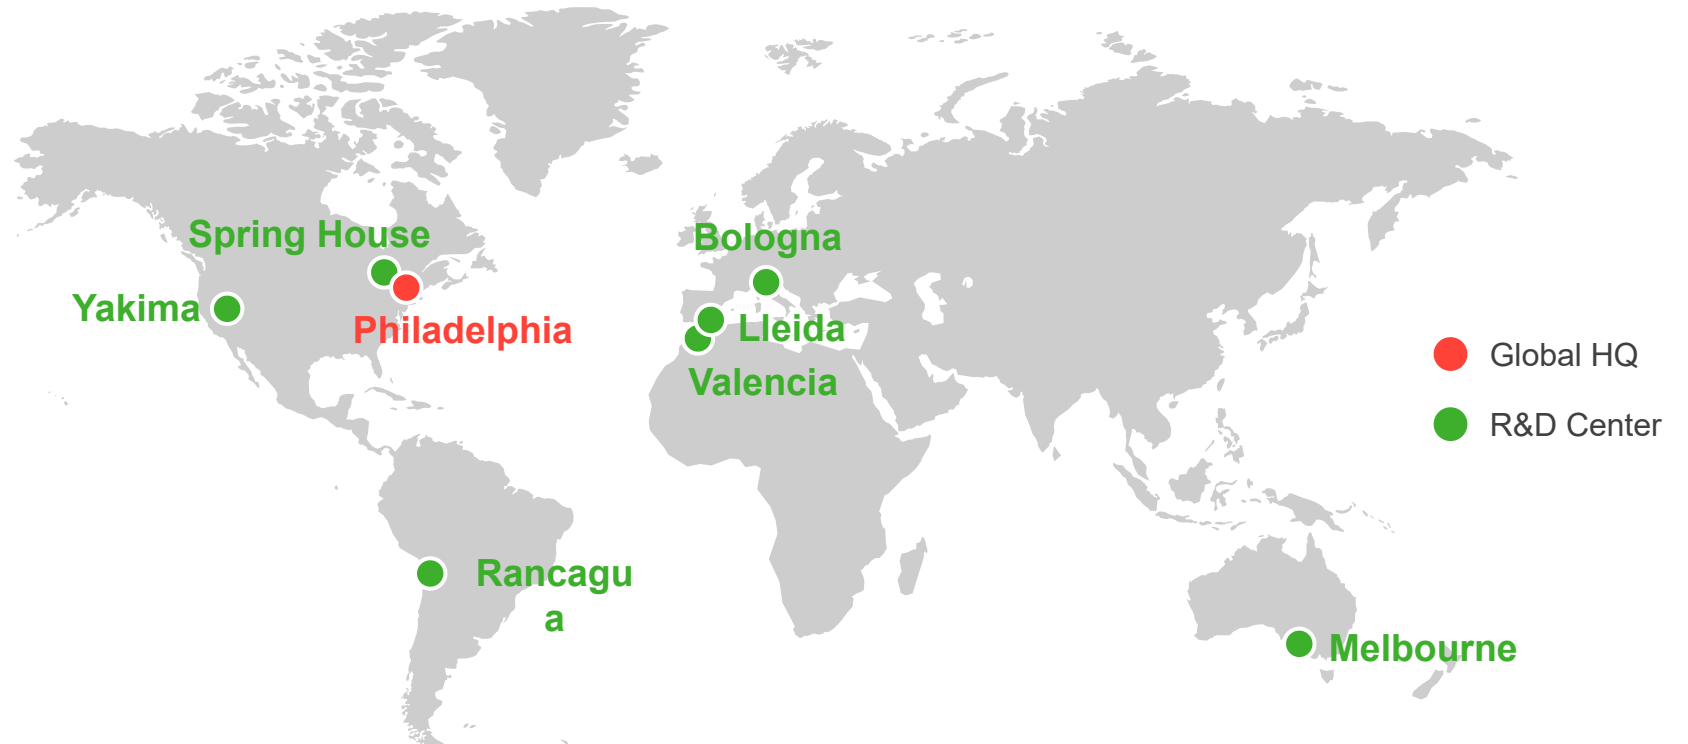 Spring House
Bologna
Yakima
Philadelphia
Lleida
Valencia
Global HQ
R&D Center
Rancagu
a
Melbourne